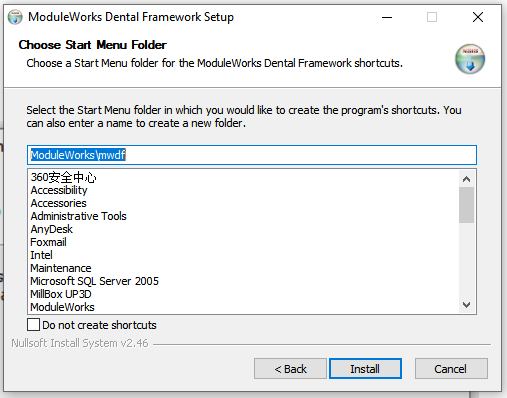 ModuleWorks Dental Framework Setup
Choose Start Menu Folder
Choose a Start Menu folder for the ModuleWorks Dental Framework shortcuts.
Select the Start Menu folder in which you would like to create the program's shortcuts. You
can also enter a name to create a new folder.
ModuleWorks\mwdf
360安全中心
Accessibility
Accessories
Administrative Tools
AnyDesk
Foxmail
Intel
Maintenance
Microsoft SQL Server 2005
MillBox UP3D
ModuleWorks
Do not create shortcuts
Nullsoft Install System v2.46
< Back
Install
Cancel